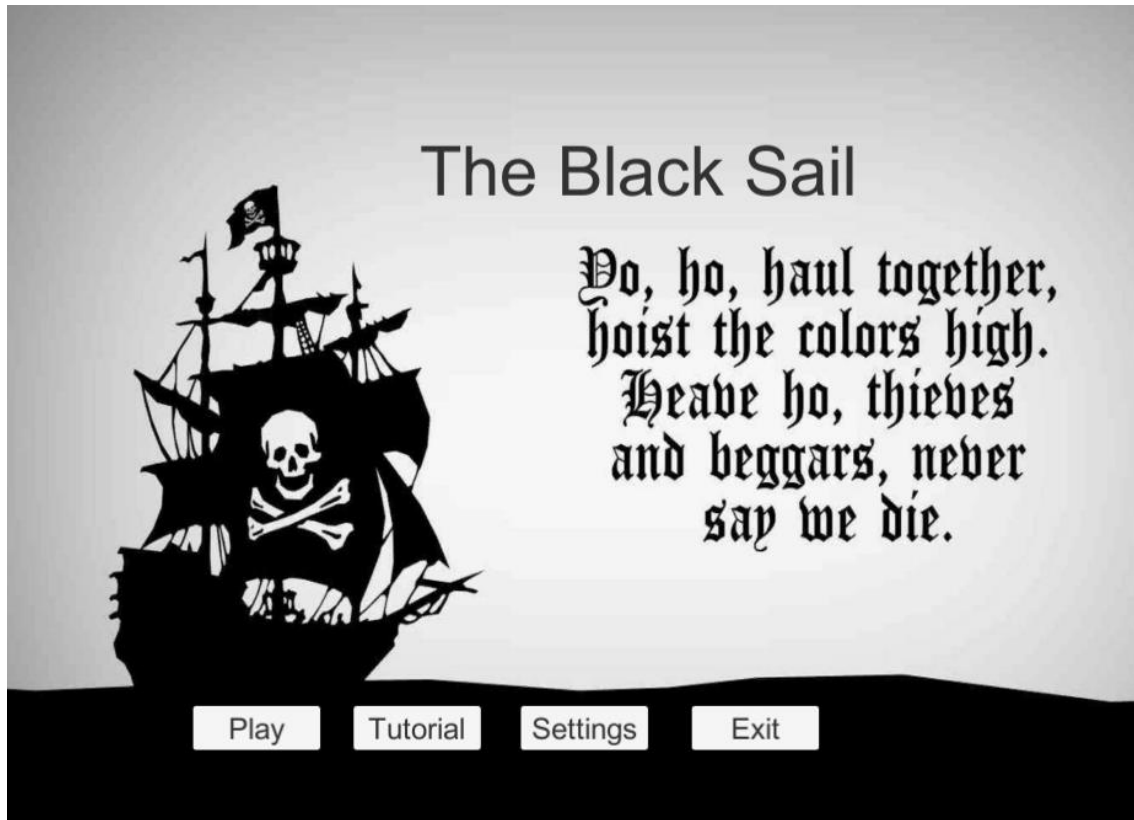 The Black Sail
Yo, ho, haul together,
hoist the colors high.
Heave ho, thieves
and beggars, never
say we die.
Play Tutorial Settings Exit